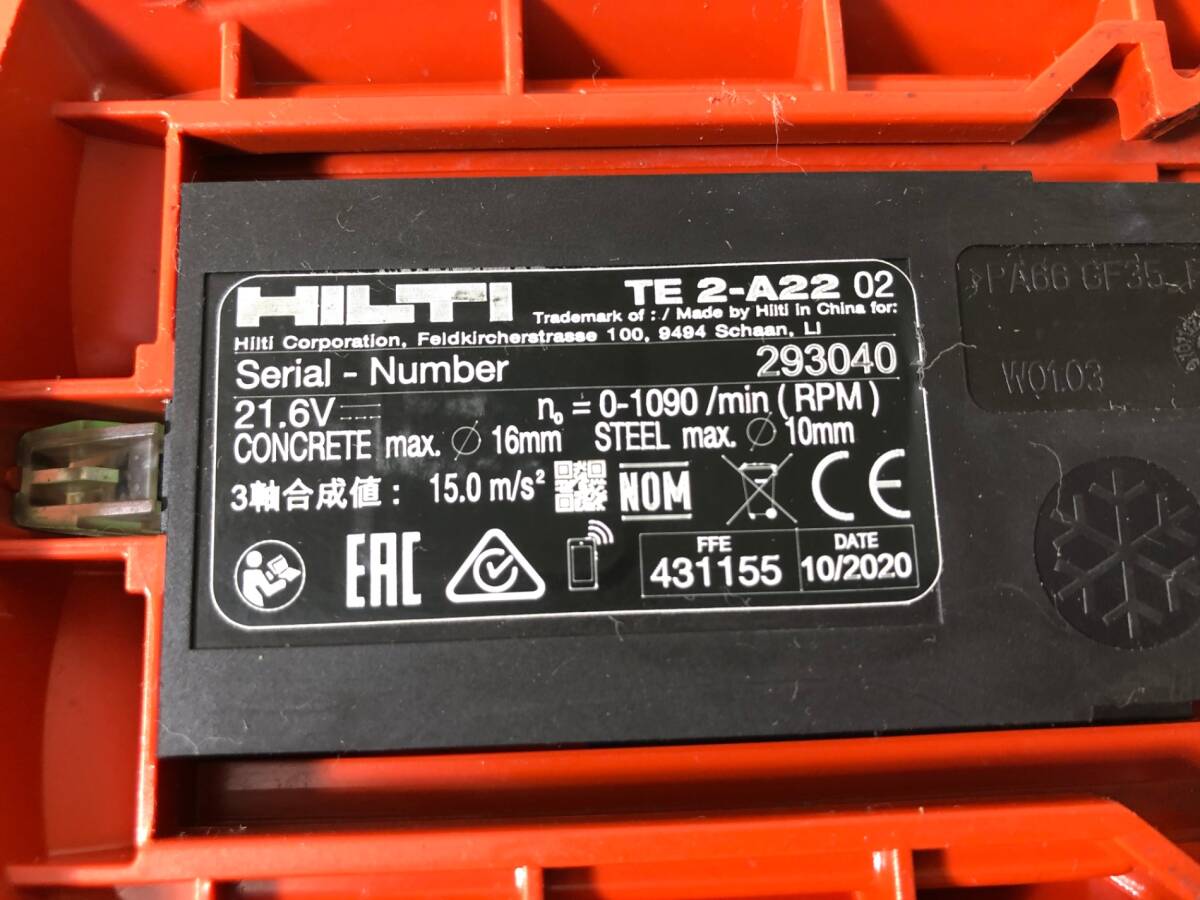 HILTI
TE 2-A22 02
Trademark of : / Made by Hilti in China for:
Hilti Corporation, Feldkircherstrasse 100, 9494 Schaan, LI
Serial - Number 293040
21.6V n₀ = 0-1090 /min ( RPM )
CONCRETE max. ∅ 16mm STEEL max. ∅ 10mm
3軸合成値 : 15.0 m/s²
NOM
CE
EAC
FFE
431155
DATE
10/2020
>PA66 GF35
W01.03